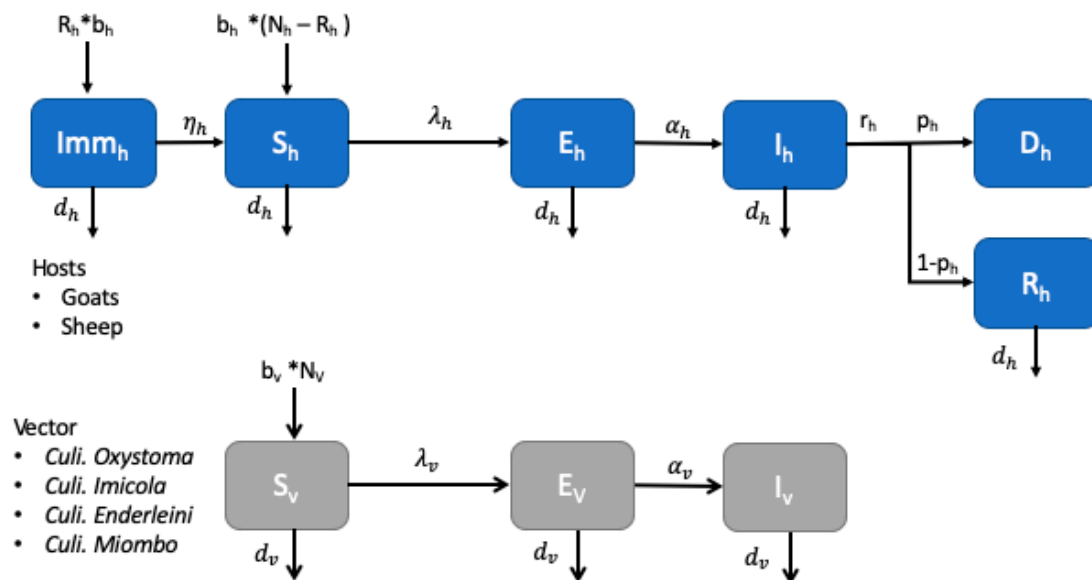 Rₕ*bₕ
bₕ *(Nₕ – Rₕ )
Immₕ
ηₕ
Sₕ
λₕ
Eₕ
αₕ
Iₕ
rₕ
pₕ
Dₕ
dₕ
dₕ
dₕ
dₕ
1-pₕ
Rₕ
dₕ
Hosts
• Goats
• Sheep
bᵥ *Nᵥ
Vector
• Culi. Oxystoma
• Culi. Imicola
• Culi. Enderleini
• Culi. Miombo
Sᵥ
λᵥ
Eᵥ
αᵥ
Iᵥ
dᵥ
dᵥ
dᵥ